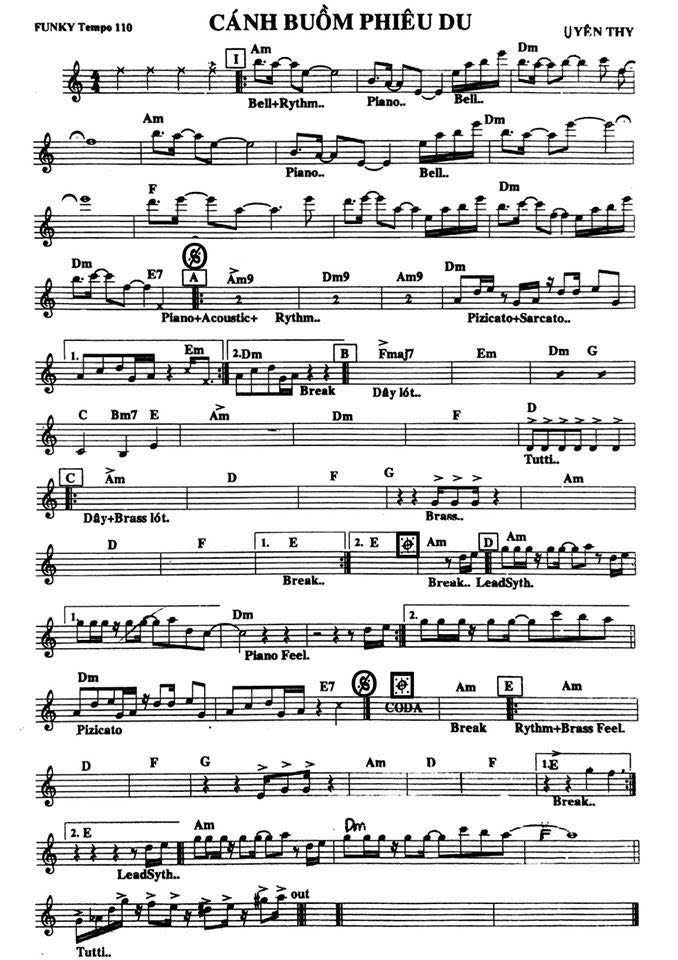 CÁNH BUỒM PHIÊU DU
FUNKY Tempo 110
UYÊN THY
I Am Dm
Bell+Rythm.. Piano.. Bell..
Am Dm
Piano.. Bell..
F Dm
Dm E7 A Am9 Dm9 Am9 Dm
2 2 2
Piano+Acoustic+ Rythm.. Pizicato+Sarcato..
1. Em 2. Dm B Fmaj7 Em Dm G
Break Dây lót..
C Bm7 E Am Dm F D
Tutti..
C Am D F G Am
Dây+Brass lót. Brass..
D F 1. E 2. E Am D Am
Break.. Break.. LeadSyth.
1. Dm 2.
Piano Feel.
Dm E7 CODA Am E Am
Pizicato Break Rythm+Brass Feel.
D F G Am D F 1. E
Break..
2. E Am Dm F
LeadSyth..
out
Tutti..